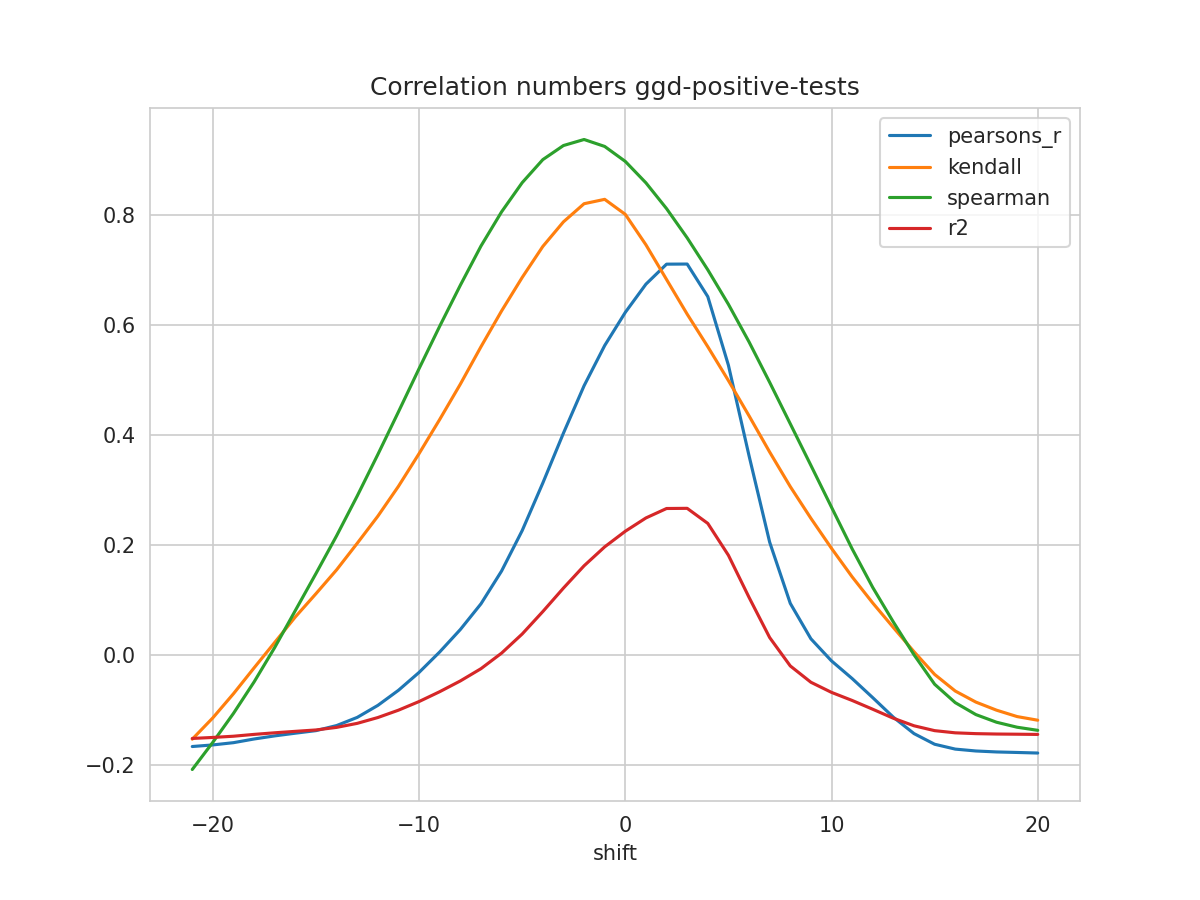 Correlation numbers ggd-positive-tests
pearsons_r
kendall
spearman
r2
0.8
0.6
0.4
0.2
0.0
−0.2
−20 −10 0 10 20
shift